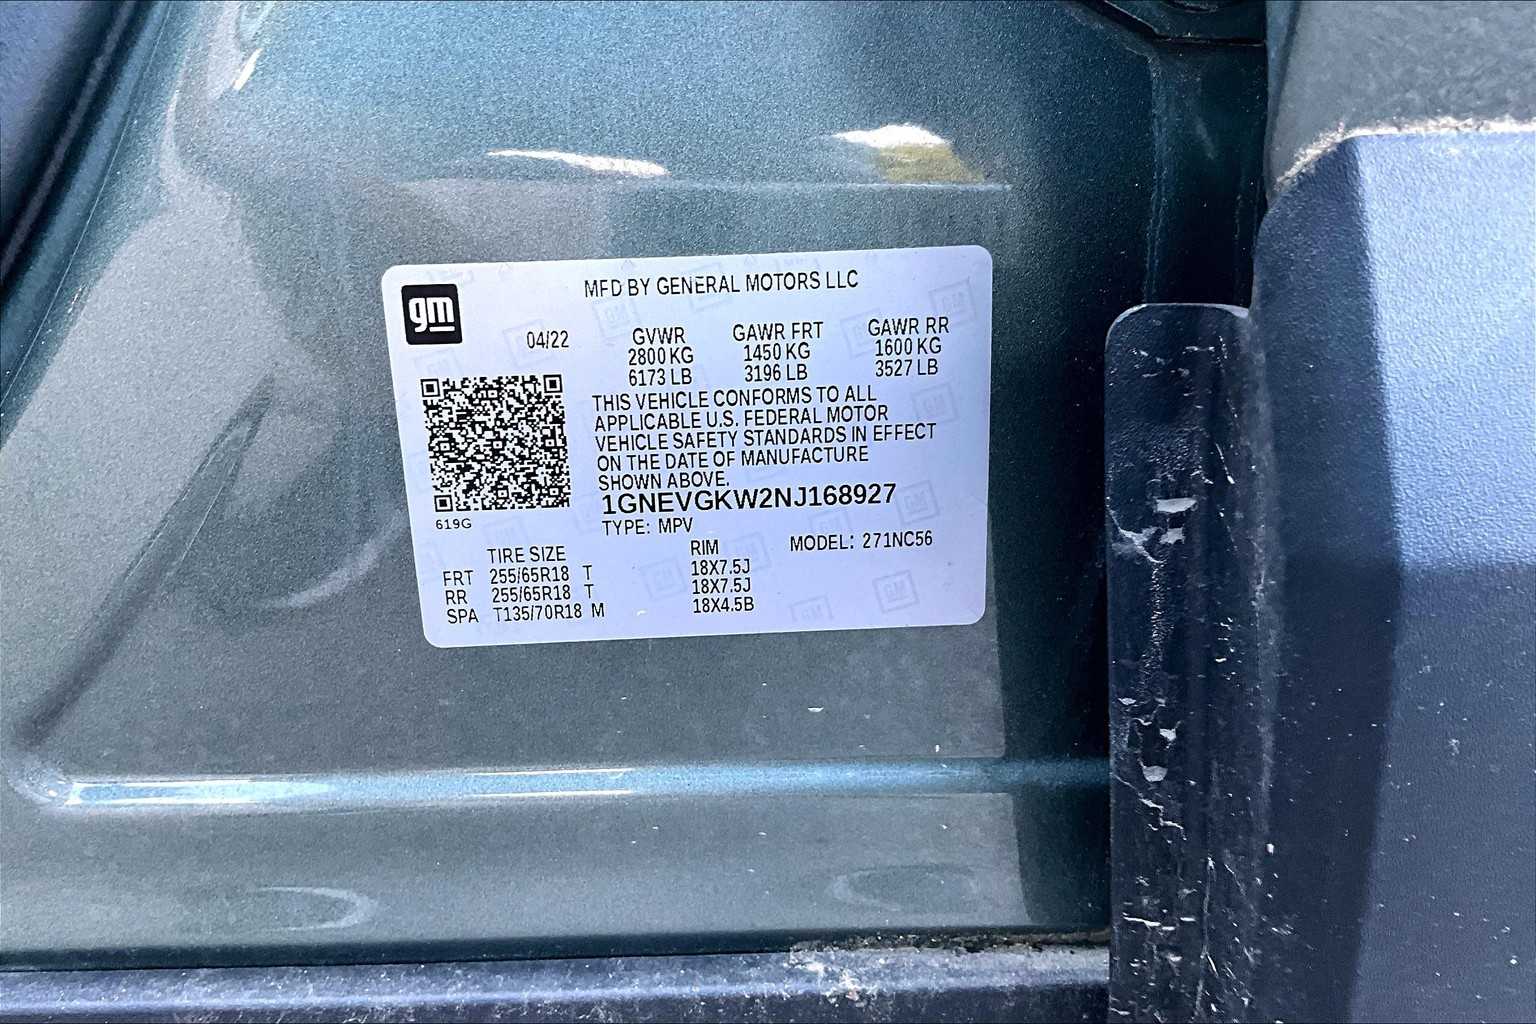 MFD BY GENERAL MOTORS LLC
gm
04/22
GVWR GAWR FRT GAWR RR
2800 KG 1450 KG 1600 KG
6173 LB 3196 LB 3527 LB
THIS VEHICLE CONFORMS TO ALL
APPLICABLE U.S. FEDERAL MOTOR
VEHICLE SAFETY STANDARDS IN EFFECT
ON THE DATE OF MANUFACTURE
SHOWN ABOVE.
1GNEVGKW2NJ168927
619G
TYPE: MPV
MODEL: 271NC56
TIRE SIZE RIM
FRT 255/65R18 T 18X7.5J
RR 255/65R18 T 18X7.5J
SPA T135/70R18 M 18X4.5B